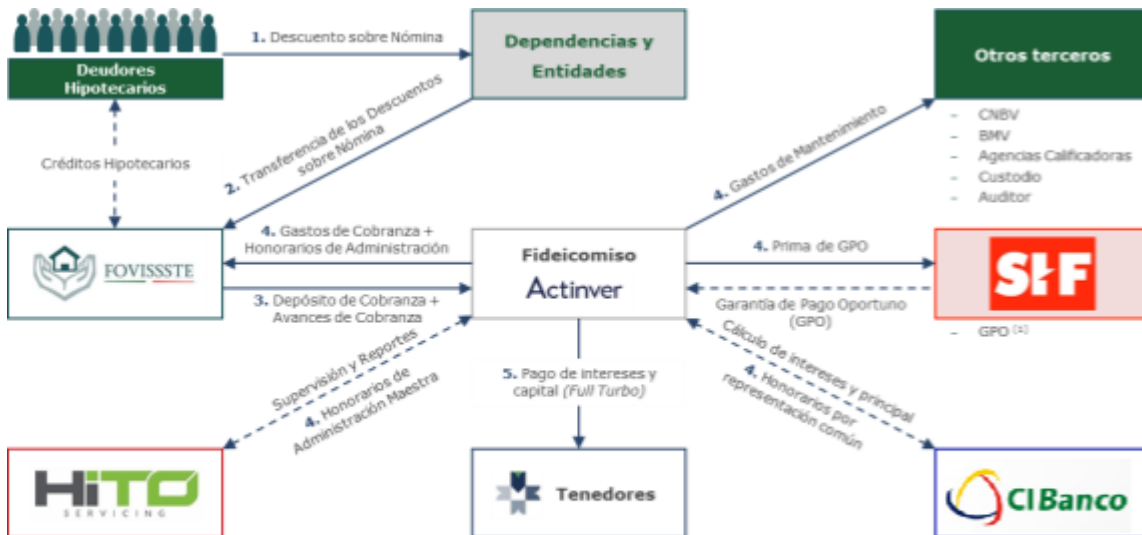 1. Descuento sobre Nómina
Dependencias y
Entidades
Otros terceros
Deudores
Hipotecarios
- CNBV
- BMV
- Agencias Calificadoras
- Custodio
- Auditor
Créditos Hipotecarios
2. Transferencia de los Descuentos
sobre Nómina
4. Gastos de Mantenimiento
FOVISSSTE
4. Gastos de Cobranza +
Honorarios de Administración
3. Depósito de Cobranza +
Avances de Cobranza
Fideicomiso
Actinver
4. Prima de GPO
Garantía de Pago Oportuno
(GPO)
SHF
- GPO [1]
Supervisión y Reportes
4. Honorarios de
Administración Maestra
5. Pago de intereses y
capital (Full Turbo)
Cálculo de intereses y principal
4. Honorarios por
representación común
HiTO
SERVICING
Tenedores
CIBanco